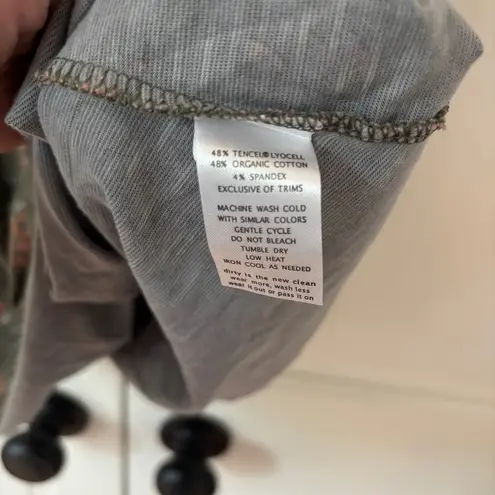 48% TENCEL® LYOCELL
48% ORGANIC COTTON
4% SPANDEX
EXCLUSIVE OF TRIMS
MACHINE WASH COLD
WITH SIMILAR COLORS
GENTLE CYCLE
DO NOT BLEACH
TUMBLE DRY
LOW HEAT
IRON COOL AS NEEDED
dirty is the new clean
wear more, wash less
wear it out or pass it on